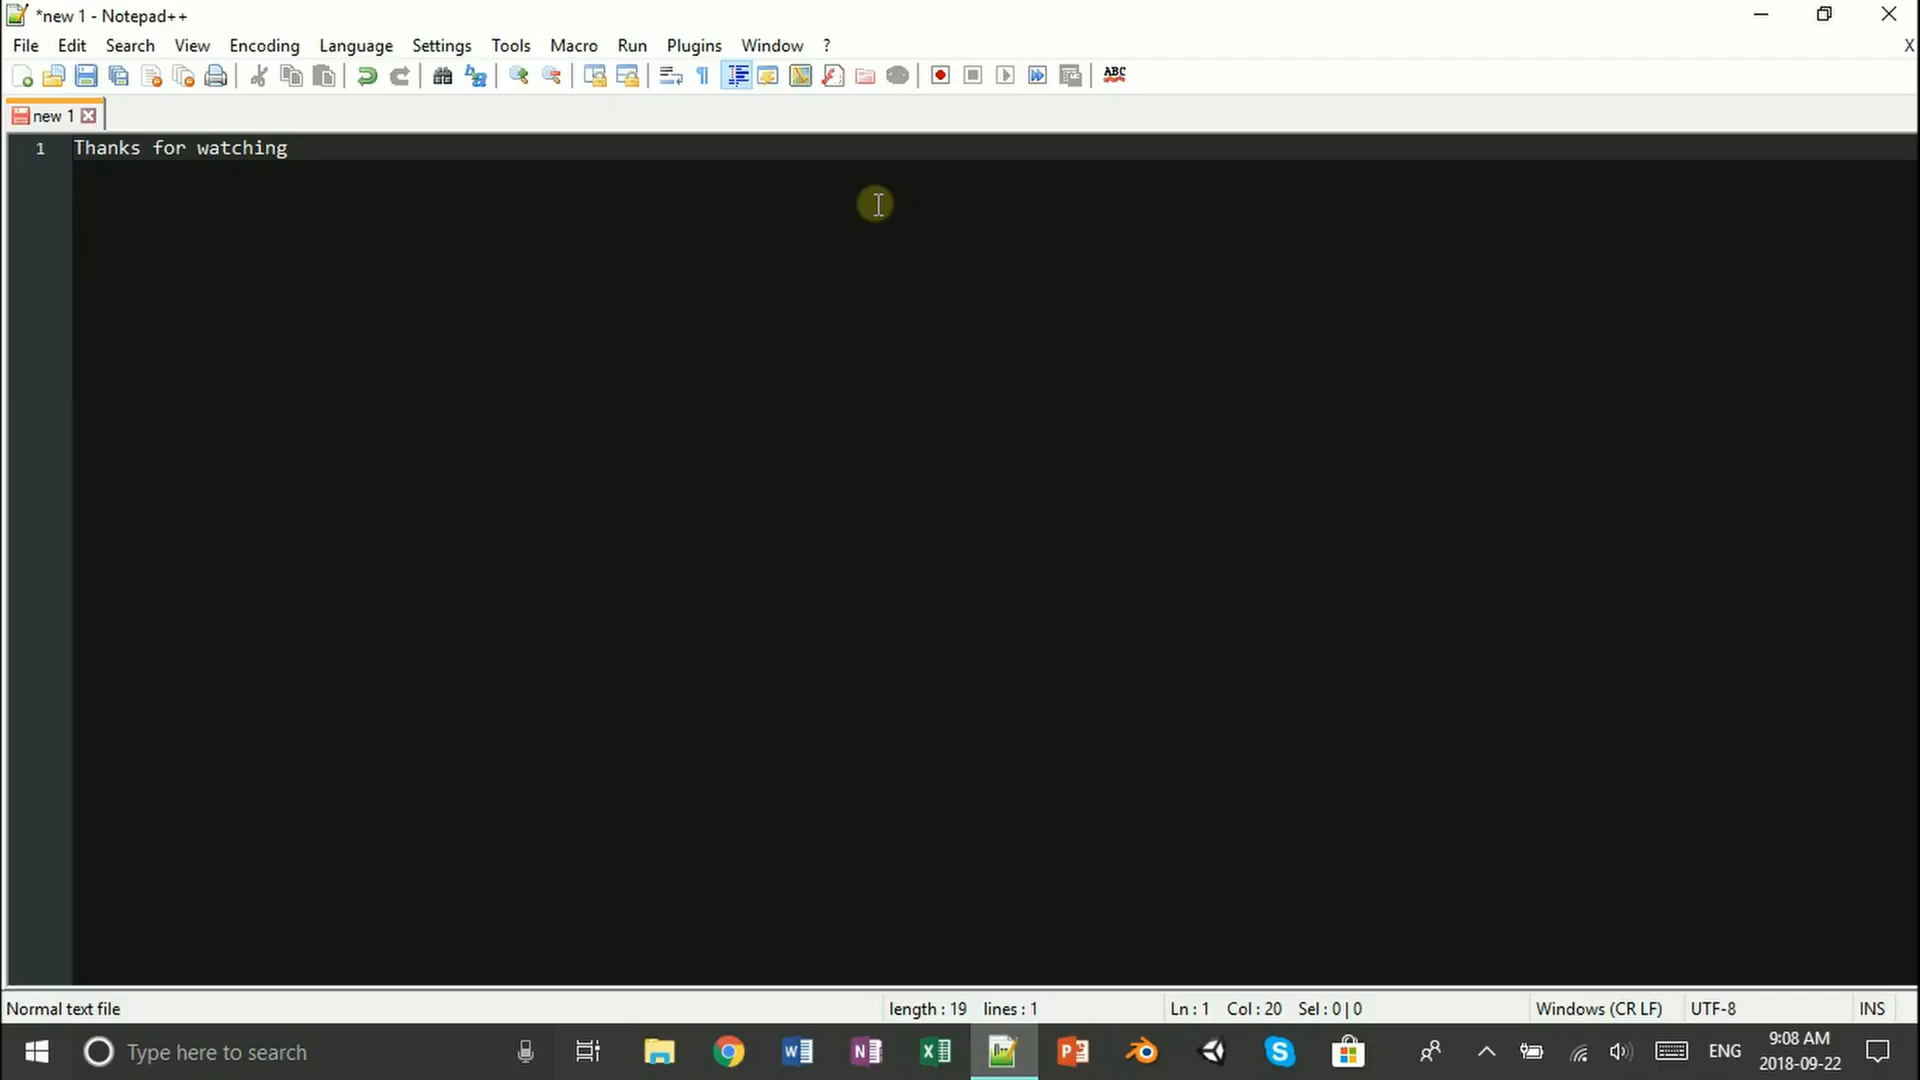 *new 1 - Notepad++
File Edit Search View Encoding Language Settings Tools Macro Run Plugins Window ? X
ABC
new 1
1 Thanks for watching
Normal text file length : 19 lines : 1 Ln : 1 Col : 20 Sel : 0 | 0 Windows (CR LF) UTF-8 INS
Type here to search ENG 9:08 AM
2018-09-22